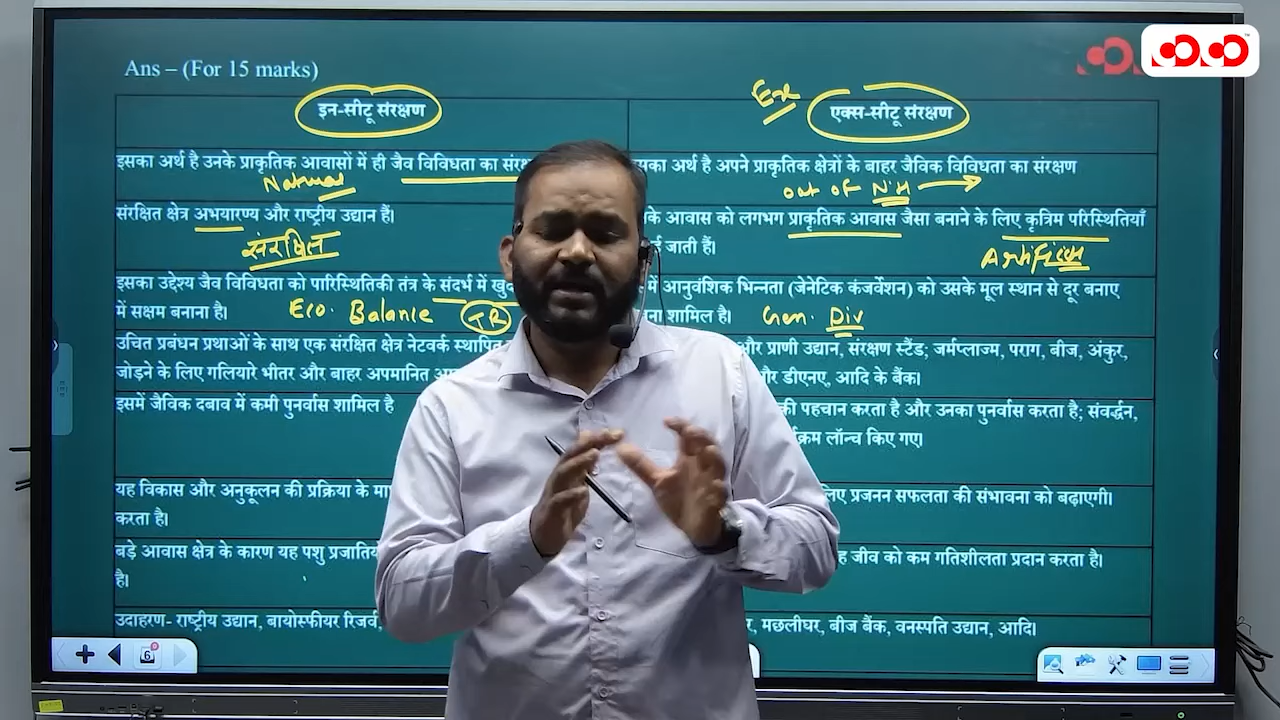 Ans – (For 15 marks)
इन-सीटू संरक्षण
Ex
एक्स-सीटू संरक्षण
इसका अर्थ है उनके प्राकृतिक आवासों में ही जैव विविधता का
Natural
अर्थ है अपने प्राकृतिक क्षेत्रों के बाहर जैविक विविधता का संरक्षण
out of N.H
संरक्षित क्षेत्र अभयारण्य और राष्ट्रीय उद्यान हैं।
संरक्षित
के आवास को लगभग प्राकृतिक आवास जैसा बनाने के लिए कृत्रिम परिस्थितियाँ
जाती हैं।
Artificial
इसका उद्देश्य जैव विविधता को पारिस्थितिकी तंत्र के संदर्भ में
में सक्षम बनाना है।
Eco. Balance
में आनुवंशिक भिन्नता (जेनेटिक कंजर्वेशन) को उसके मूल स्थान से दूर बनाए
शामिल है।
Gen. Div
उचित प्रबंधन प्रथाओं के साथ एक संरक्षित क्षेत्र नेटवर्क स्थापित
जोड़ने के लिए गलियारे भीतर और बाहर अपमानित
और प्राणी उद्यान, संरक्षण स्टैंड; जर्मप्लाज्म, पराग, बीज, अंकुर,
और डीएनए, आदि के बैंक।
इसमें जैविक दबाव में कमी पुनर्वास शामिल है
की पहचान करता है और उनका पुनर्वास करता है; संवर्द्धन,
लॉन्च किए गए।
यह विकास और अनुकूलन की प्रक्रिया के
करता है।
लिए प्रजनन सफलता की संभावना को बढ़ाएगी।
बड़े आवास क्षेत्र के कारण यह पशु
है।
जीव को कम गतिशीलता प्रदान करता है।
उदाहरण- राष्ट्रीय उद्यान, बायोस्फीयर रिजर्व
मछलीघर, बीज बैंक, वनस्पति उद्यान, आदि।